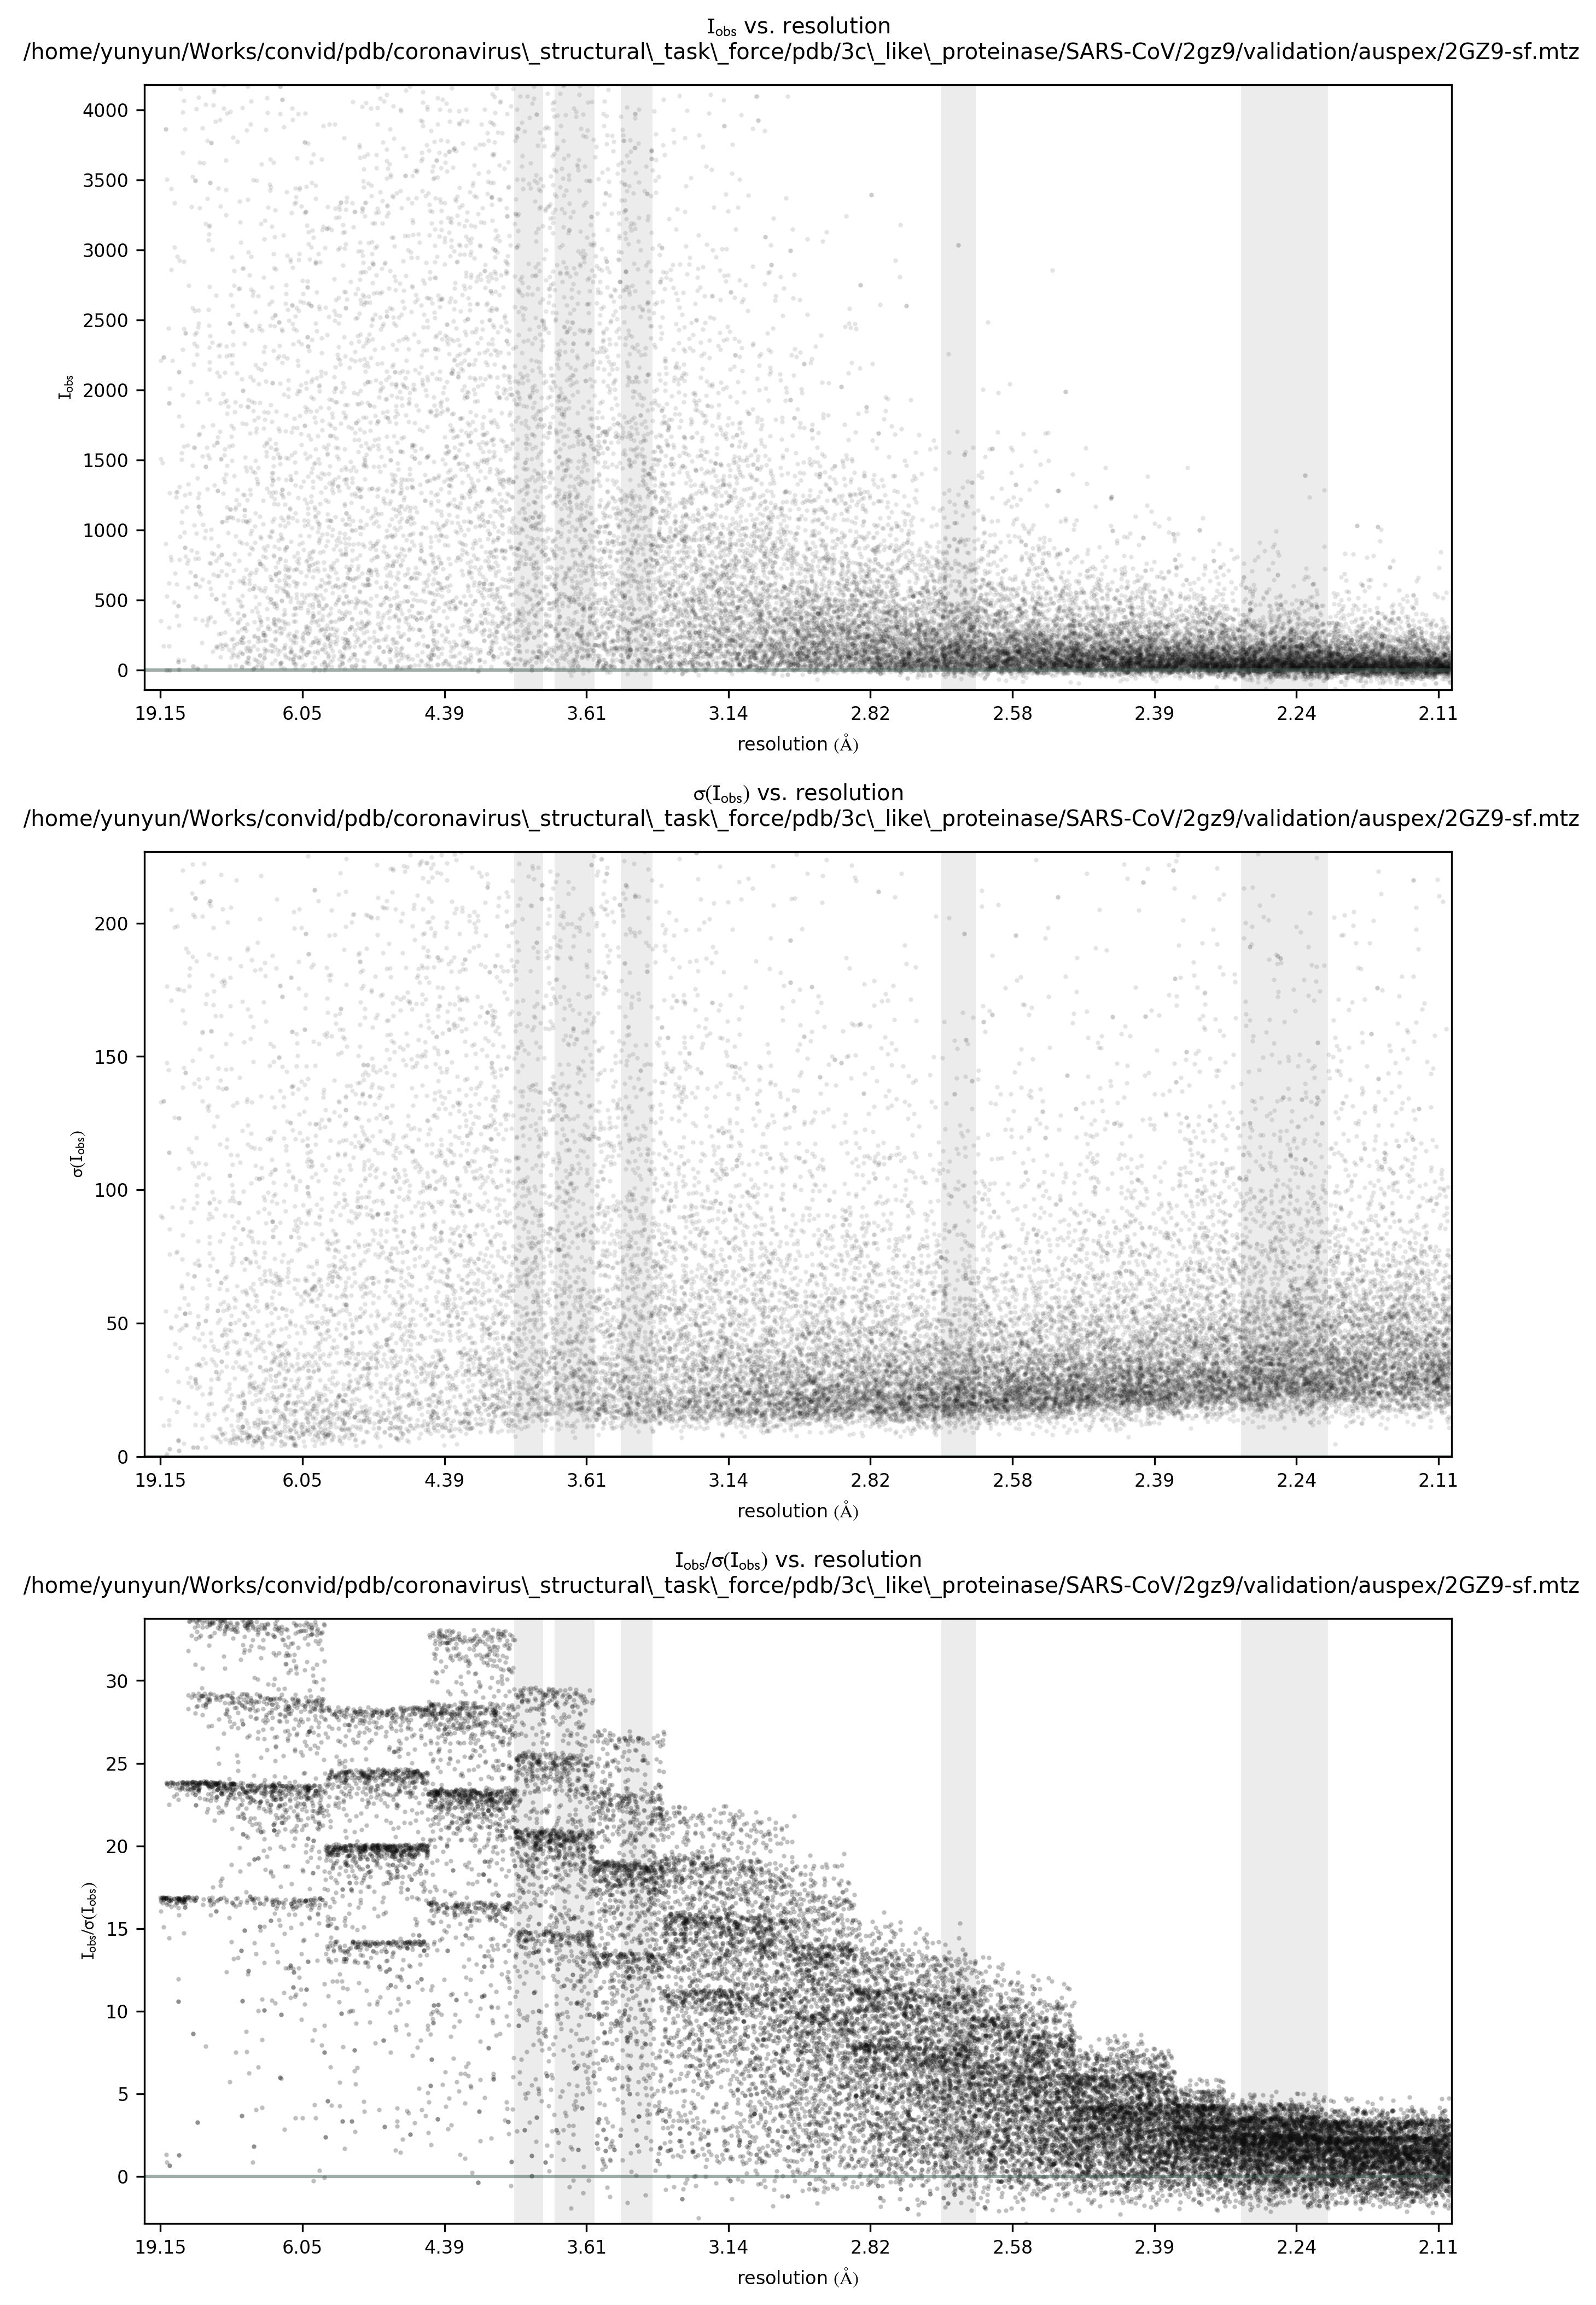 Iobs vs. resolution
/home/yunyun/Works/convid/pdb/coronavirus\_structural\_task\_force/pdb/3c\_like\_proteinase/SARS-CoV/2gz9/validation/auspex/2GZ9-sf.mtz
4000
3500
3000
2500
2000
1500
1000
500
0
Iobs
19.15 6.05 4.39 3.61 3.14 2.82 2.58 2.39 2.24 2.11
resolution (Å)
σ(Iobs) vs. resolution
/home/yunyun/Works/convid/pdb/coronavirus\_structural\_task\_force/pdb/3c\_like\_proteinase/SARS-CoV/2gz9/validation/auspex/2GZ9-sf.mtz
200
150
100
50
0
σ(Iobs)
19.15 6.05 4.39 3.61 3.14 2.82 2.58 2.39 2.24 2.11
resolution (Å)
Iobs/σ(Iobs) vs. resolution
/home/yunyun/Works/convid/pdb/coronavirus\_structural\_task\_force/pdb/3c\_like\_proteinase/SARS-CoV/2gz9/validation/auspex/2GZ9-sf.mtz
30
25
20
15
10
5
0
Iobs/σ(Iobs)
19.15 6.05 4.39 3.61 3.14 2.82 2.58 2.39 2.24 2.11
resolution (Å)